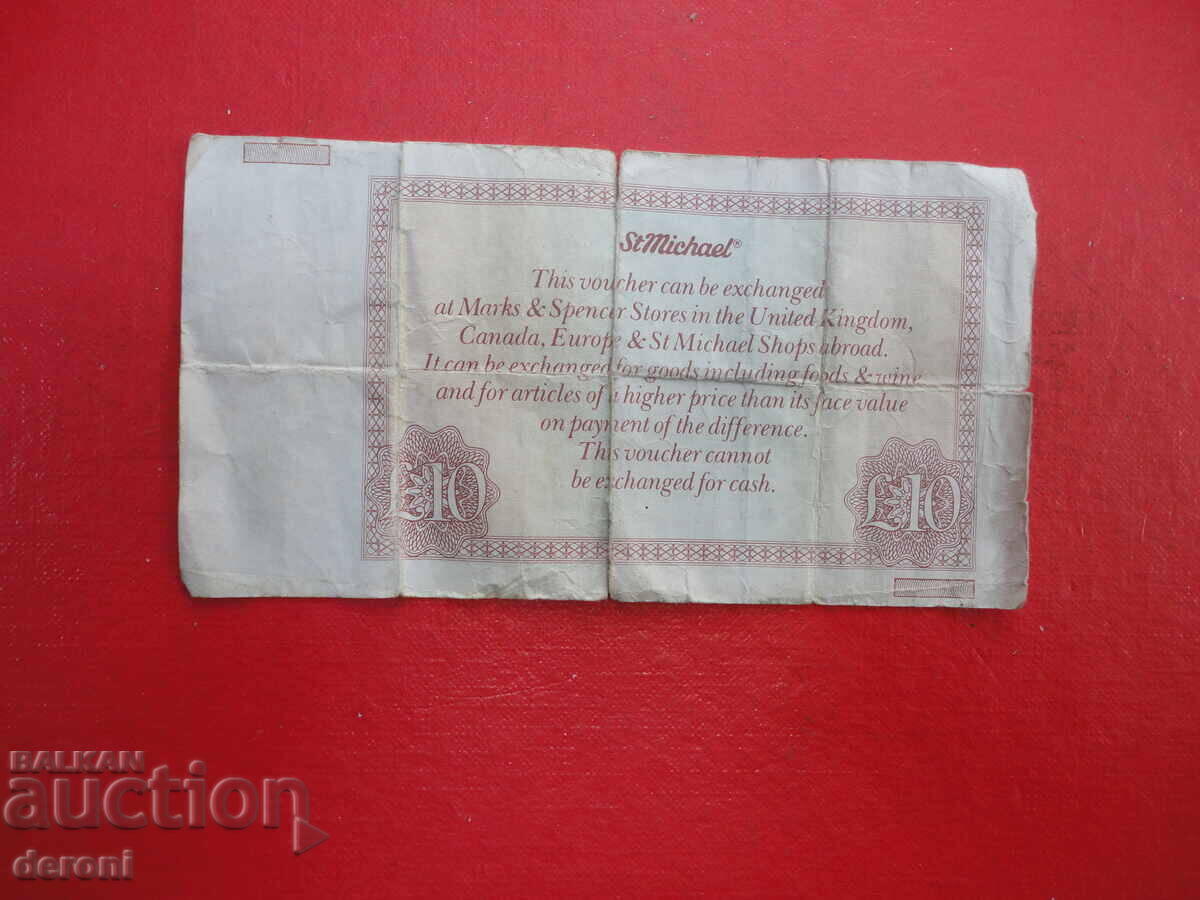 St Michael®
This voucher can be exchanged
at Marks & Spencer Stores in the United Kingdom,
Canada, Europe & St Michael Shops abroad.
It can be exchanged for goods including foods & wine
and for articles of a higher price than its face value
on payment of the difference.
This voucher cannot
be exchanged for cash.
£10 £10
BALKAN
auction
deroni